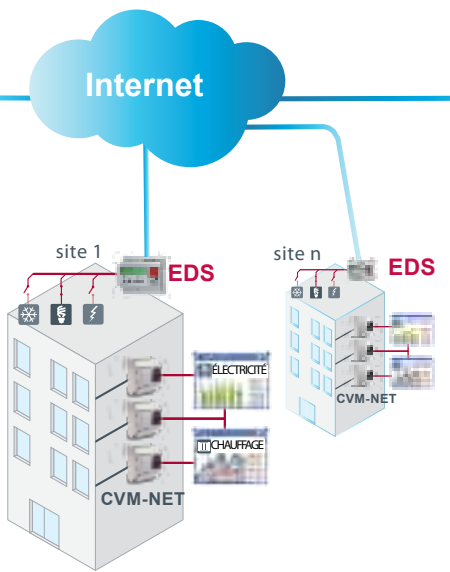 Internet
site 1
EDS
site n
EDS
ÉLECTRICITÉ
CHAUFFAGE
CVM-NET
CVM-NET